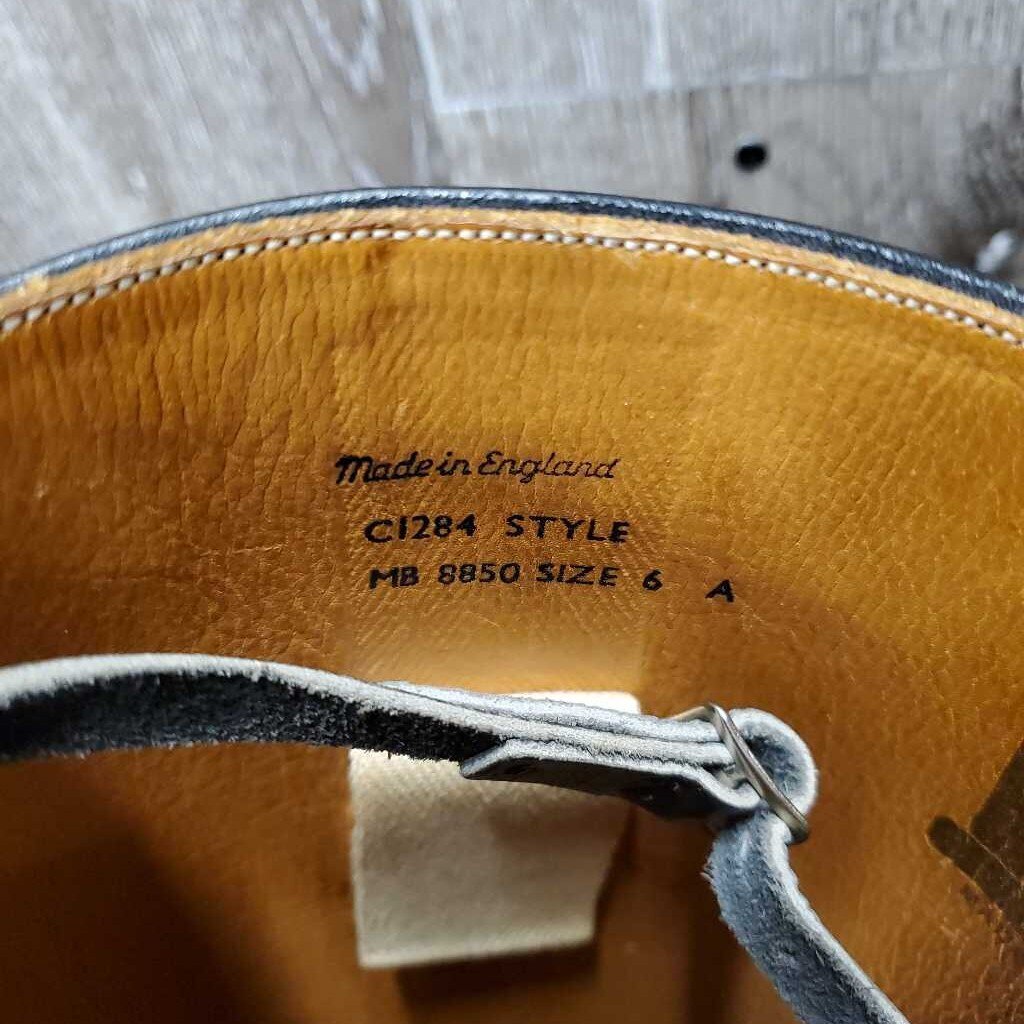 Made in England
C1284 STYLE
MB 8850 SIZE 6 A